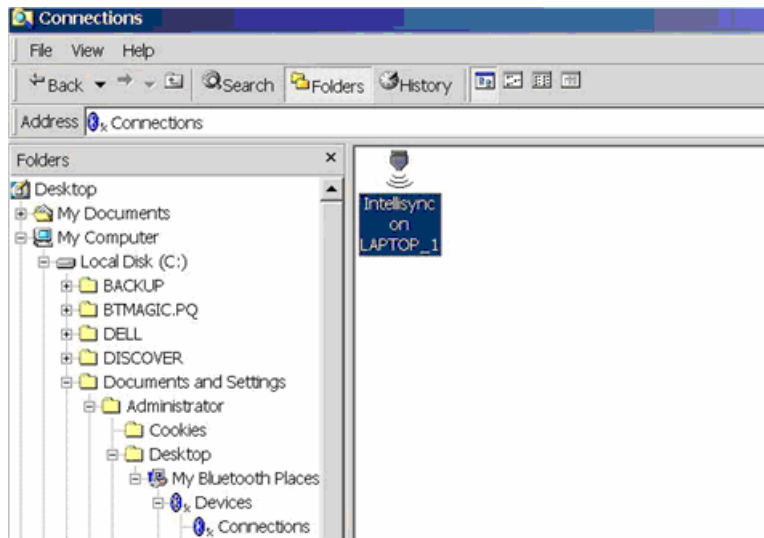 Connections
File View Help
Back Search Folders History
Address Connections
Folders
Desktop
My Documents
My Computer
Local Disk (C:)
BACKUP
BTMAGIC.PQ
DELL
DISCOVER
Documents and Settings
Administrator
Cookies
Desktop
My Bluetooth Places
Devices
Connections
Intellisync
on
LAPTOP_1